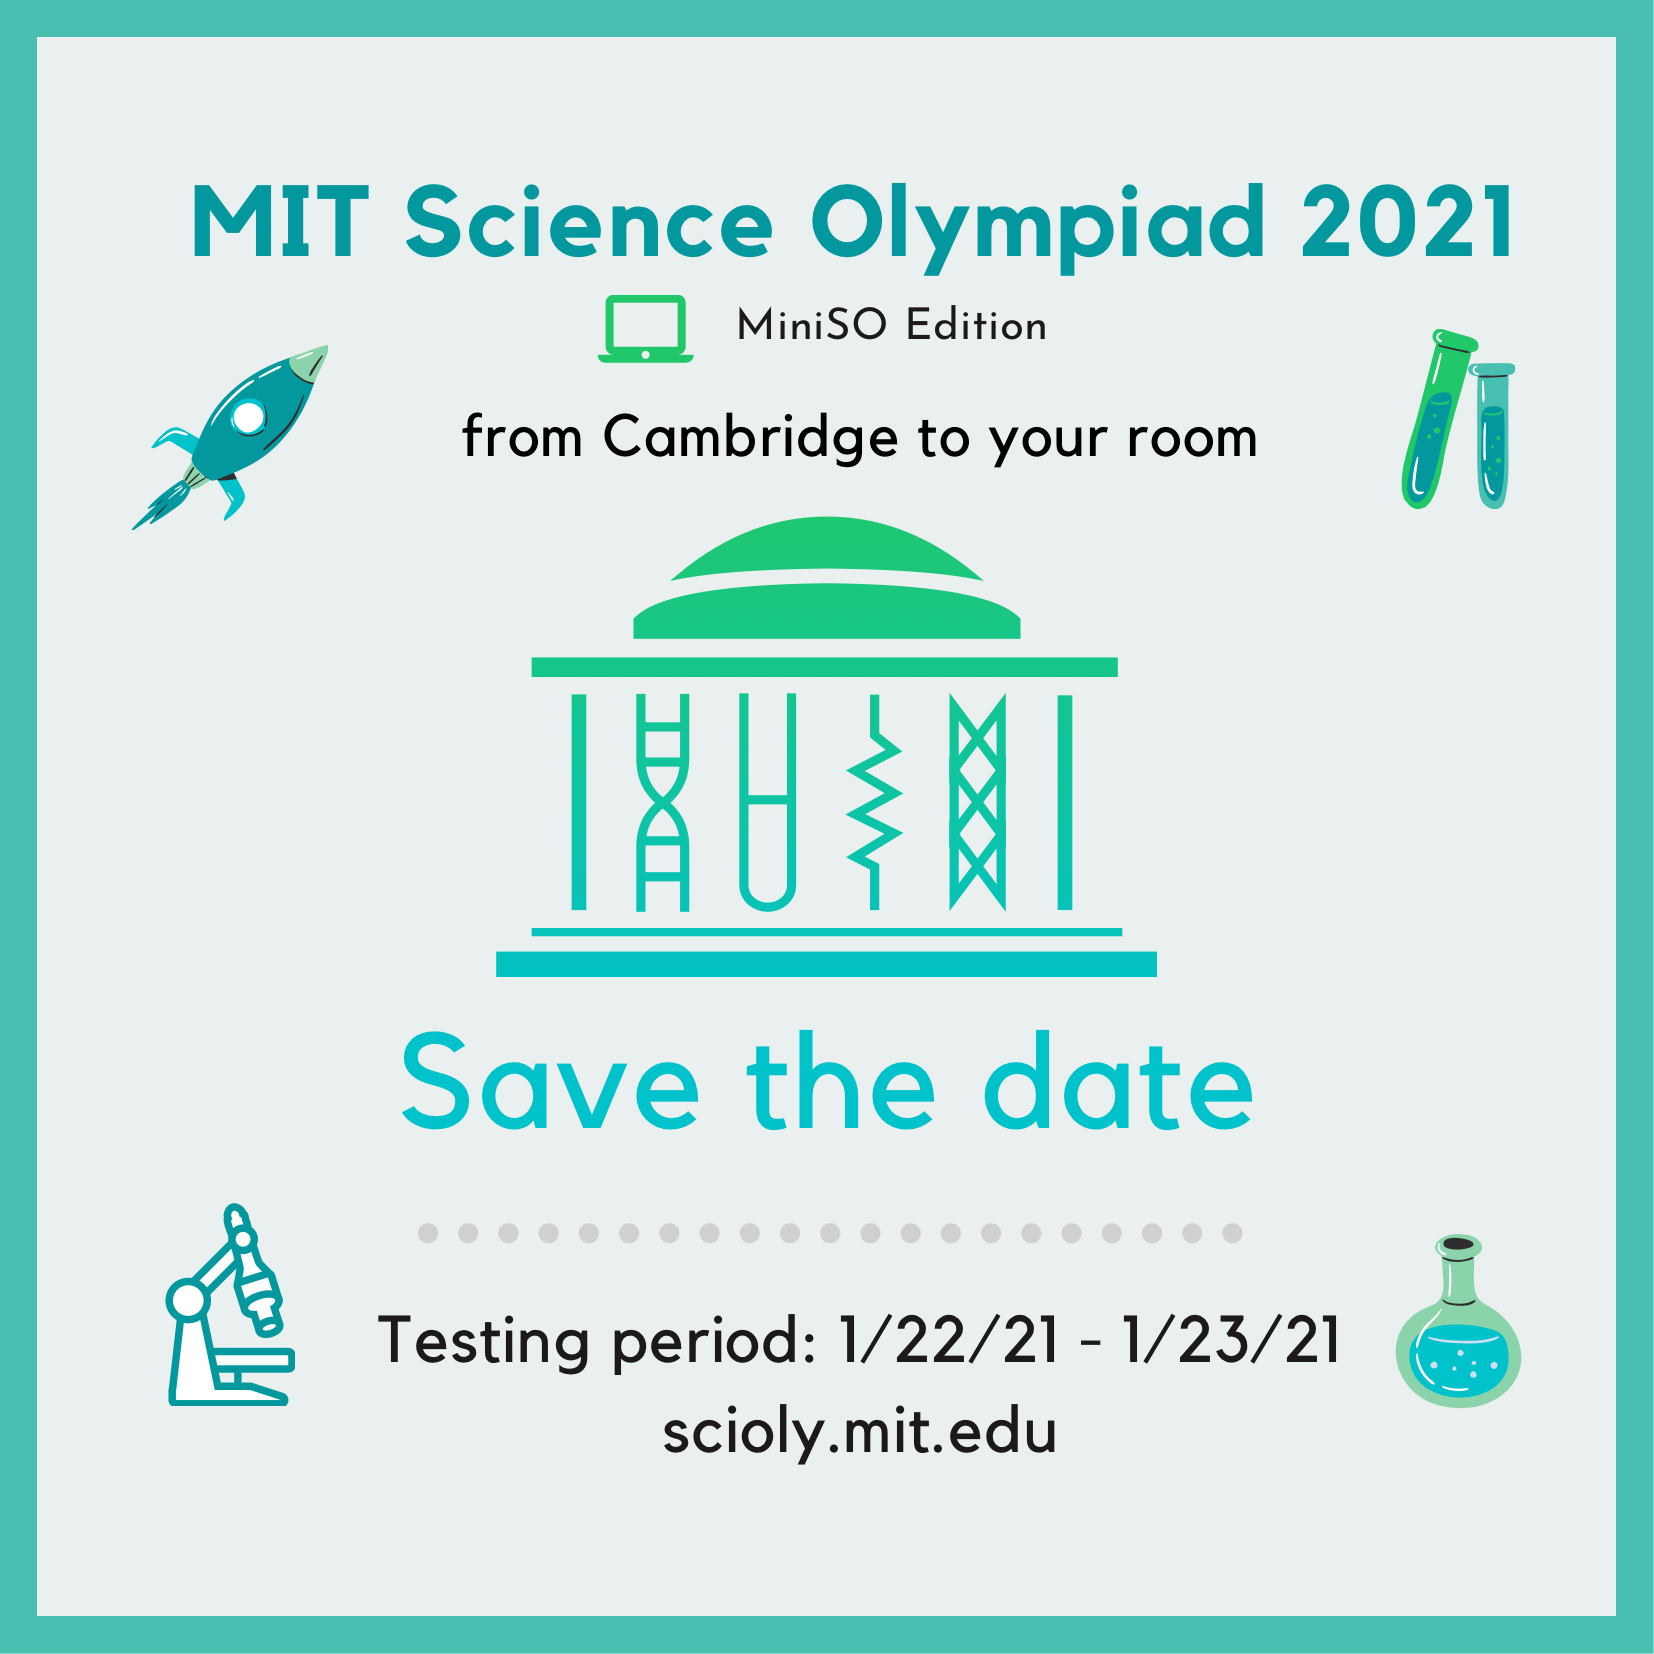 MIT Science Olympiad 2021
MiniSO Edition
from Cambridge to your room
Save the date
Testing period: 1/22/21 - 1/23/21
scioly.mit.edu